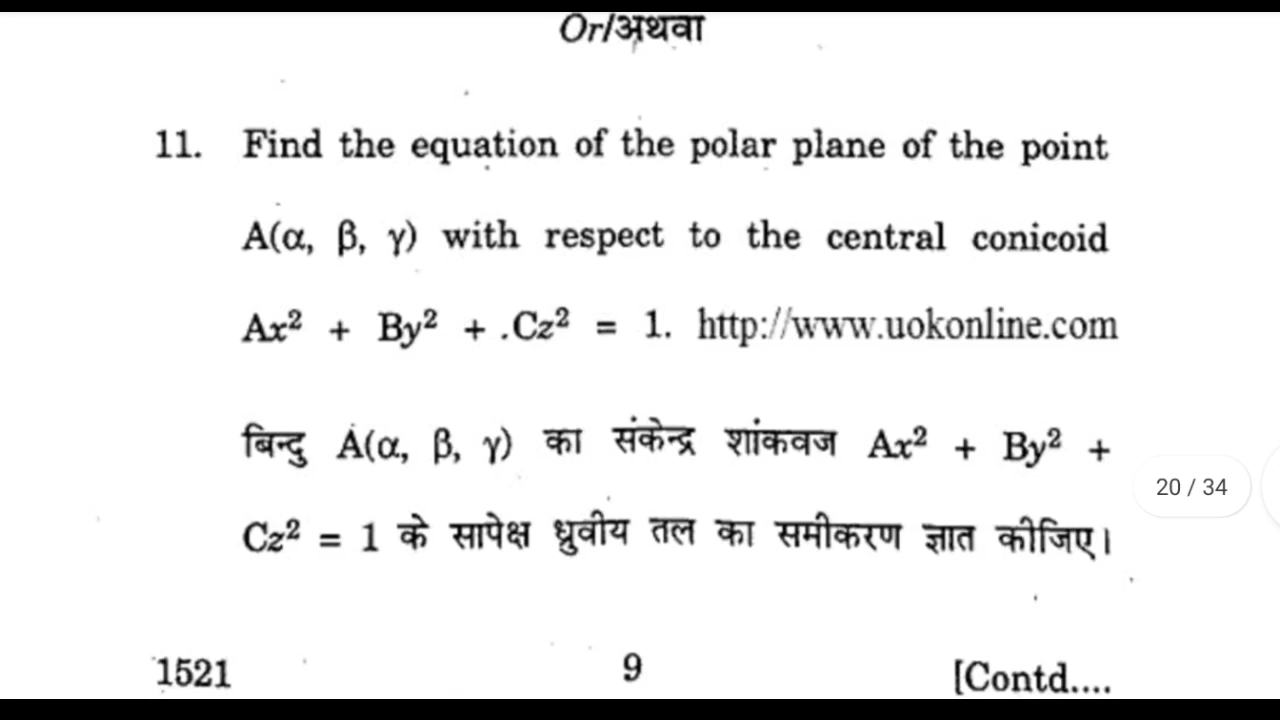 Or/अथवा
11. Find the equation of the polar plane of the point
A(α, β, γ) with respect to the central conicoid
Ax² + By² + .Cz² = 1. http://www.uokonline.com
बिन्दु A(α, β, γ) का संकेन्द्र शांकवज Ax² + By² +
20 / 34
Cz² = 1 के सापेक्ष ध्रुवीय तल का समीकरण ज्ञात कीजिए।
1521 9 [Contd....